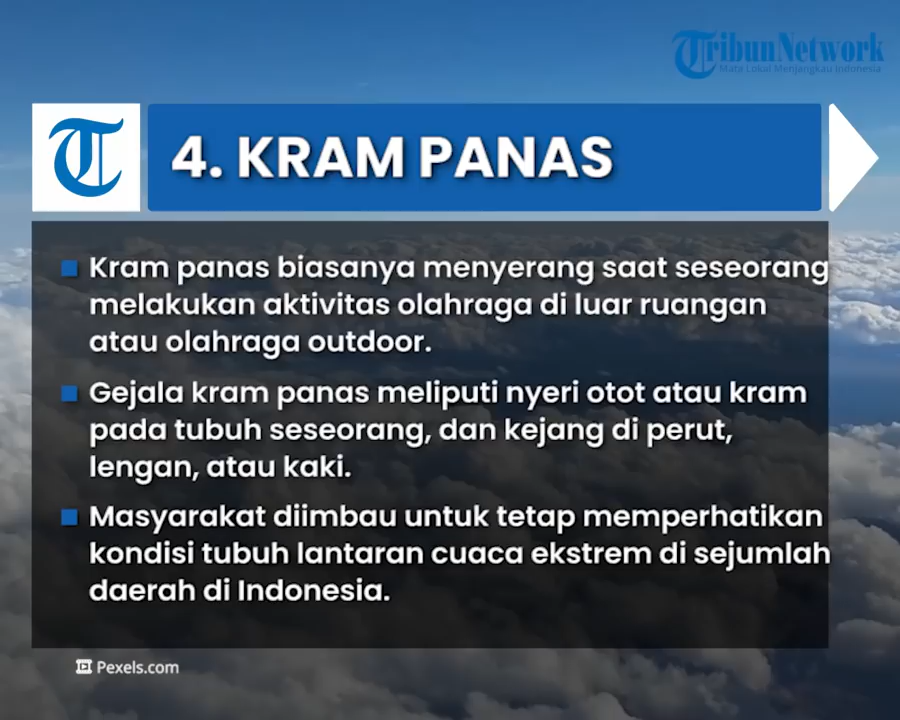 TribunNetwork
Mata Lokal Menjangkau Indonesia
T
4. KRAM PANAS
Kram panas biasanya menyerang saat seseorang
melakukan aktivitas olahraga di luar ruangan
atau olahraga outdoor.
Gejala kram panas meliputi nyeri otot atau kram
pada tubuh seseorang, dan kejang di perut,
lengan, atau kaki.
Masyarakat diimbau untuk tetap memperhatikan
kondisi tubuh lantaran cuaca ekstrem di sejumlah
daerah di Indonesia.
Pexels.com